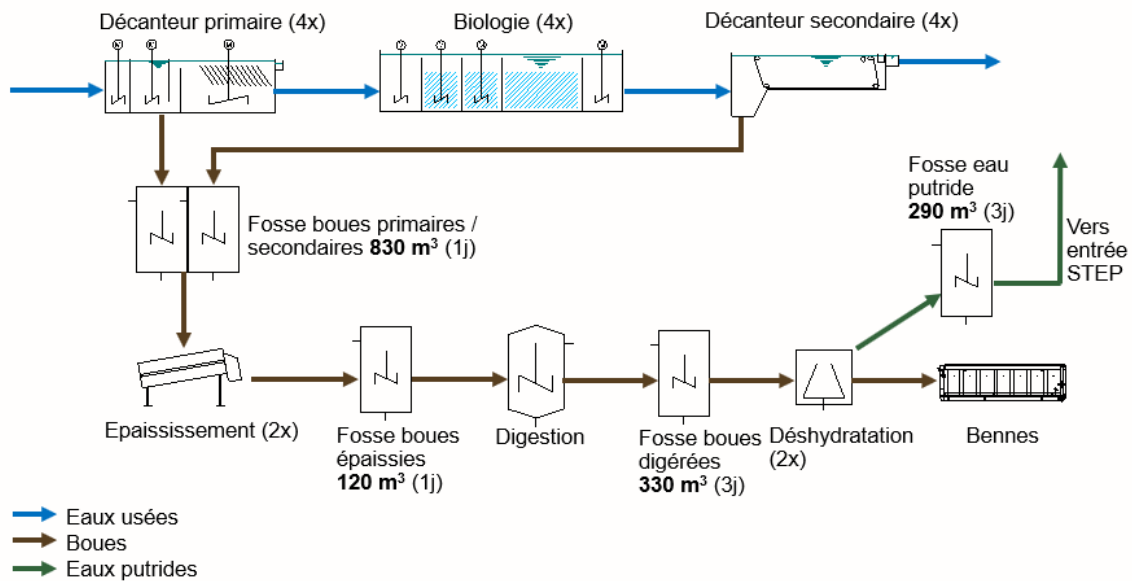 Décanteur primaire (4x)
Biologie (4x)
Décanteur secondaire (4x)
Fosse eau
putride
290 m³ (3j)
Vers
entrée
STEP
Fosse boues primaires /
secondaires 830 m³ (1j)
Epaississement (2x)
Fosse boues
épaissies
120 m³ (1j)
Digestion
Fosse boues
digérées
330 m³ (3j)
Déshydratation
(2x)
Bennes
Eaux usées
Boues
Eaux putrides